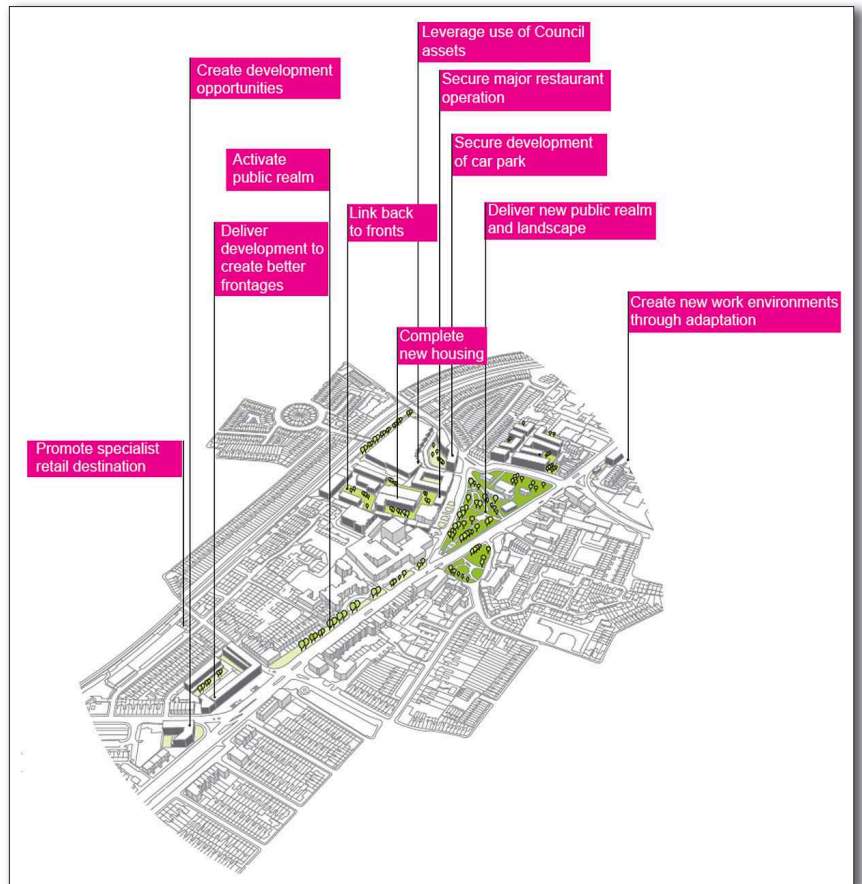 Leverage use of Council
assets
Create development
opportunities
Secure major restaurant
operation
Secure development
of car park
Activate
public realm
Link back
to fronts
Deliver new public realm
and landscape
Deliver
development to
create better
frontages
Create new work environments
through adaptation
Complete
new housing
Promote specialist
retail destination